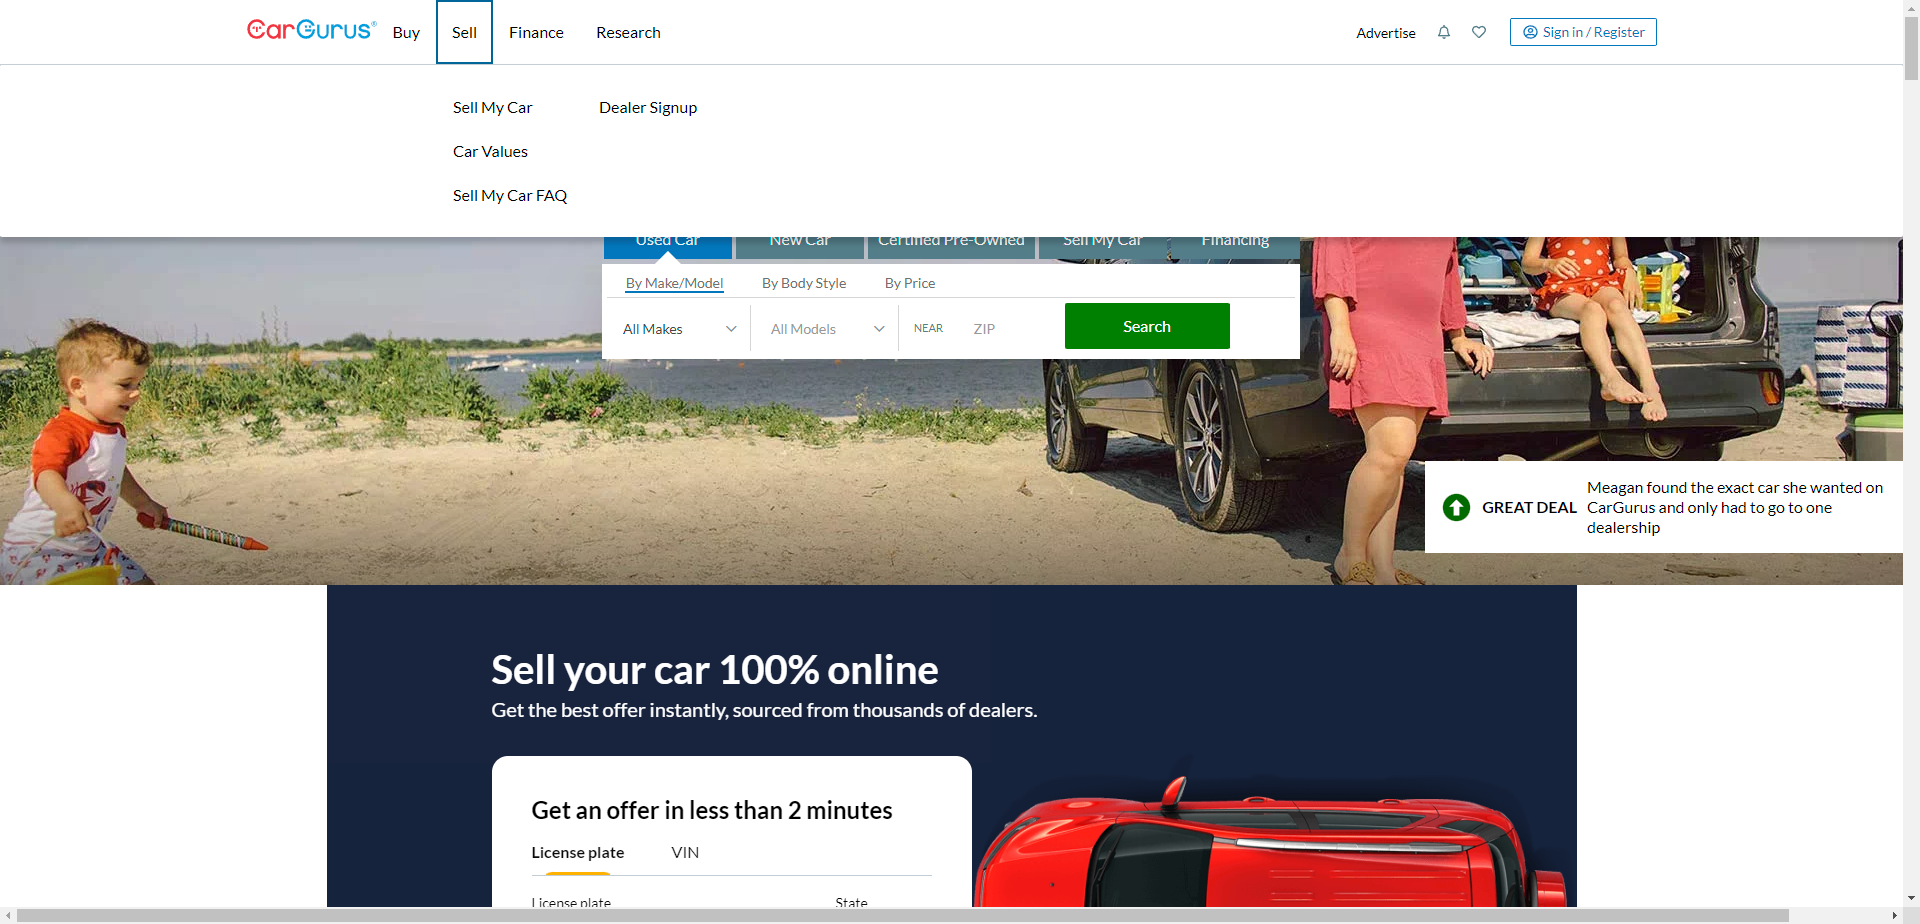 CarGurus®
Buy
Sell
Finance
Research
Advertise
Sign in / Register
Sell My Car
Dealer Signup
Car Values
Sell My Car FAQ
Used Car
New Car
Certified Pre-Owned
Sell My Car
Financing
By Make/Model
By Body Style
By Price
All Makes
All Models
NEAR
ZIP
Search
GREAT DEAL
Meagan found the exact car she wanted on
CarGurus and only had to go to one
dealership
Sell your car 100% online
Get the best offer instantly, sourced from thousands of dealers.
Get an offer in less than 2 minutes
License plate
VIN
License plate
State